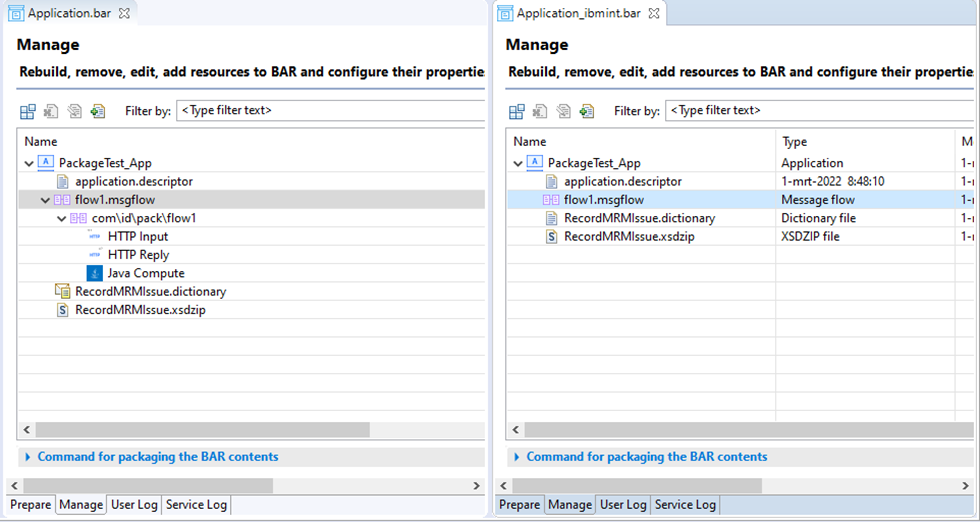 Application.bar
Manage
Rebuild, remove, edit, add resources to BAR and configure their propertie
Filter by: <Type filter text>
Name
PackageTest_App
application.descriptor
flow1.msgflow
com\id\pack\flow1
HTTP Input
HTTP Reply
Java Compute
RecordMRMIssue.dictionary
RecordMRMIssue.xsdzip
Command for packaging the BAR contents
Prepare Manage User Log Service Log
Application_ibmint.bar
Manage
Rebuild, remove, edit, add resources to BAR and configure their propertie
Filter by: <Type filter text>
Name Type M
PackageTest_App Application 1-
application.descriptor 1-mrt-2022 8:48:10 1-
flow1.msgflow Message flow 1-
RecordMRMIssue.dictionary Dictionary file 1-
RecordMRMIssue.xsdzip XSDZIP file 1-
Command for packaging the BAR contents
Prepare Manage User Log Service Log